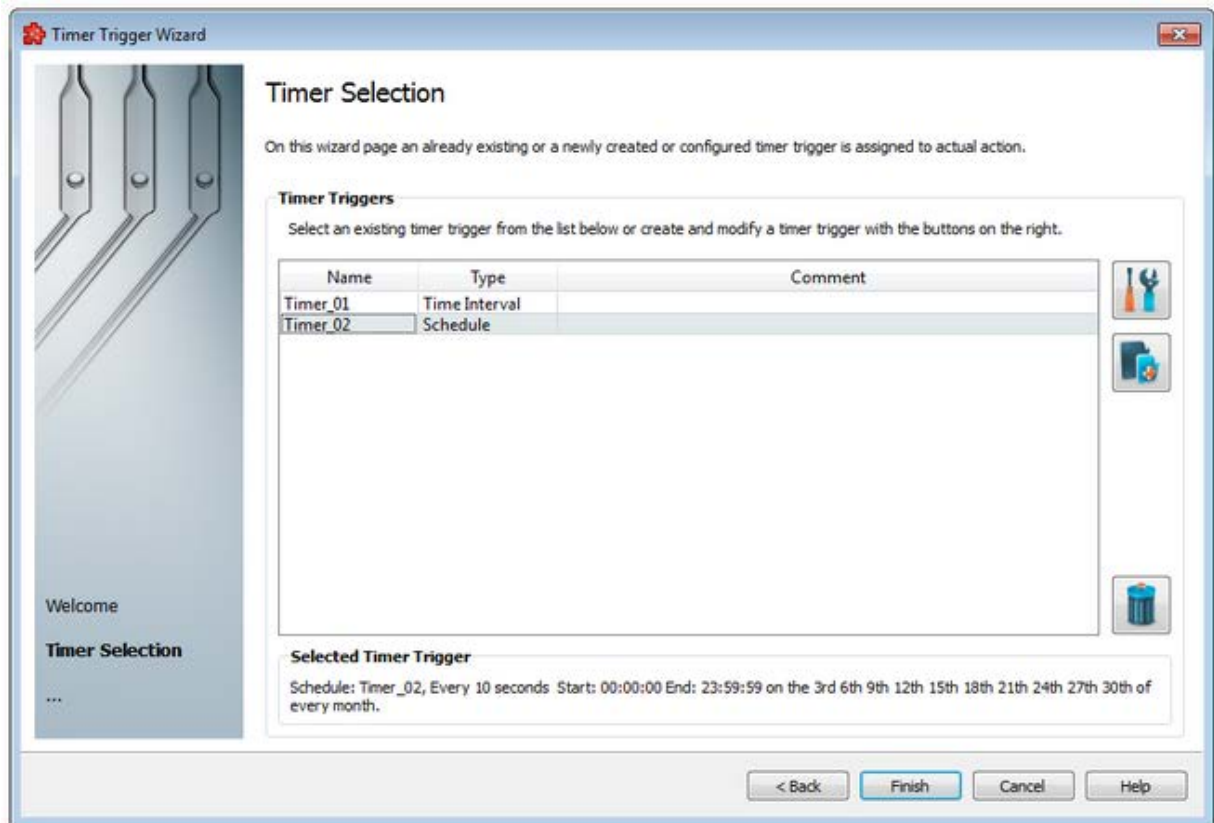 Timer Trigger Wizard
Timer Selection
On this wizard page an already existing or a newly created or configured timer trigger is assigned to actual action.
Timer Triggers
Select an existing timer trigger from the list below or create and modify a timer trigger with the buttons on the right.
Name Type Comment
Timer_01 Time Interval
Timer_02 Schedule
Welcome
Timer Selection
...
Selected Timer Trigger
Schedule: Timer_02, Every 10 seconds Start: 00:00:00 End: 23:59:59 on the 3rd 6th 9th 12th 15th 18th 21th 24th 27th 30th of
every month.
< Back Finish Cancel Help